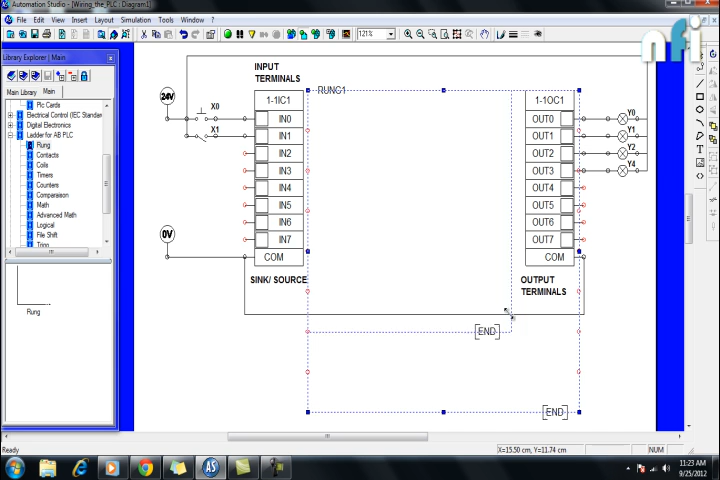 Automation Studio - [Wiring_the_PLC : Diagram1]
File Edit View Insert Layout Simulation Tools Window ?
121%
Library Explorer | Main
Main Library Main
Plc Cards
Electrical Control (IEC Standar
Digital Electronics
Ladder for AB PLC
Rung
Contacts
Coils
Timers
Counters
Comparaison
Math
Advanced Math
Logical
File Shift
Trigo
Rung
nfi
INPUT
TERMINALS
24V
X0
X1
0V
1-1IC1
IN0
IN1
IN2
IN3
IN4
IN5
IN6
IN7
COM
SINK/ SOURCE
RUNG1
[END]
[END]
1-1OC1
OUT0
OUT1
OUT2
OUT3
OUT4
OUT5
OUT6
OUT7
COM
Y0
Y1
Y2
Y4
OUTPUT
TERMINALS
X=15.50 cm, Y=11.74 cm
NUM
AS
11:23 AM
9/25/2012